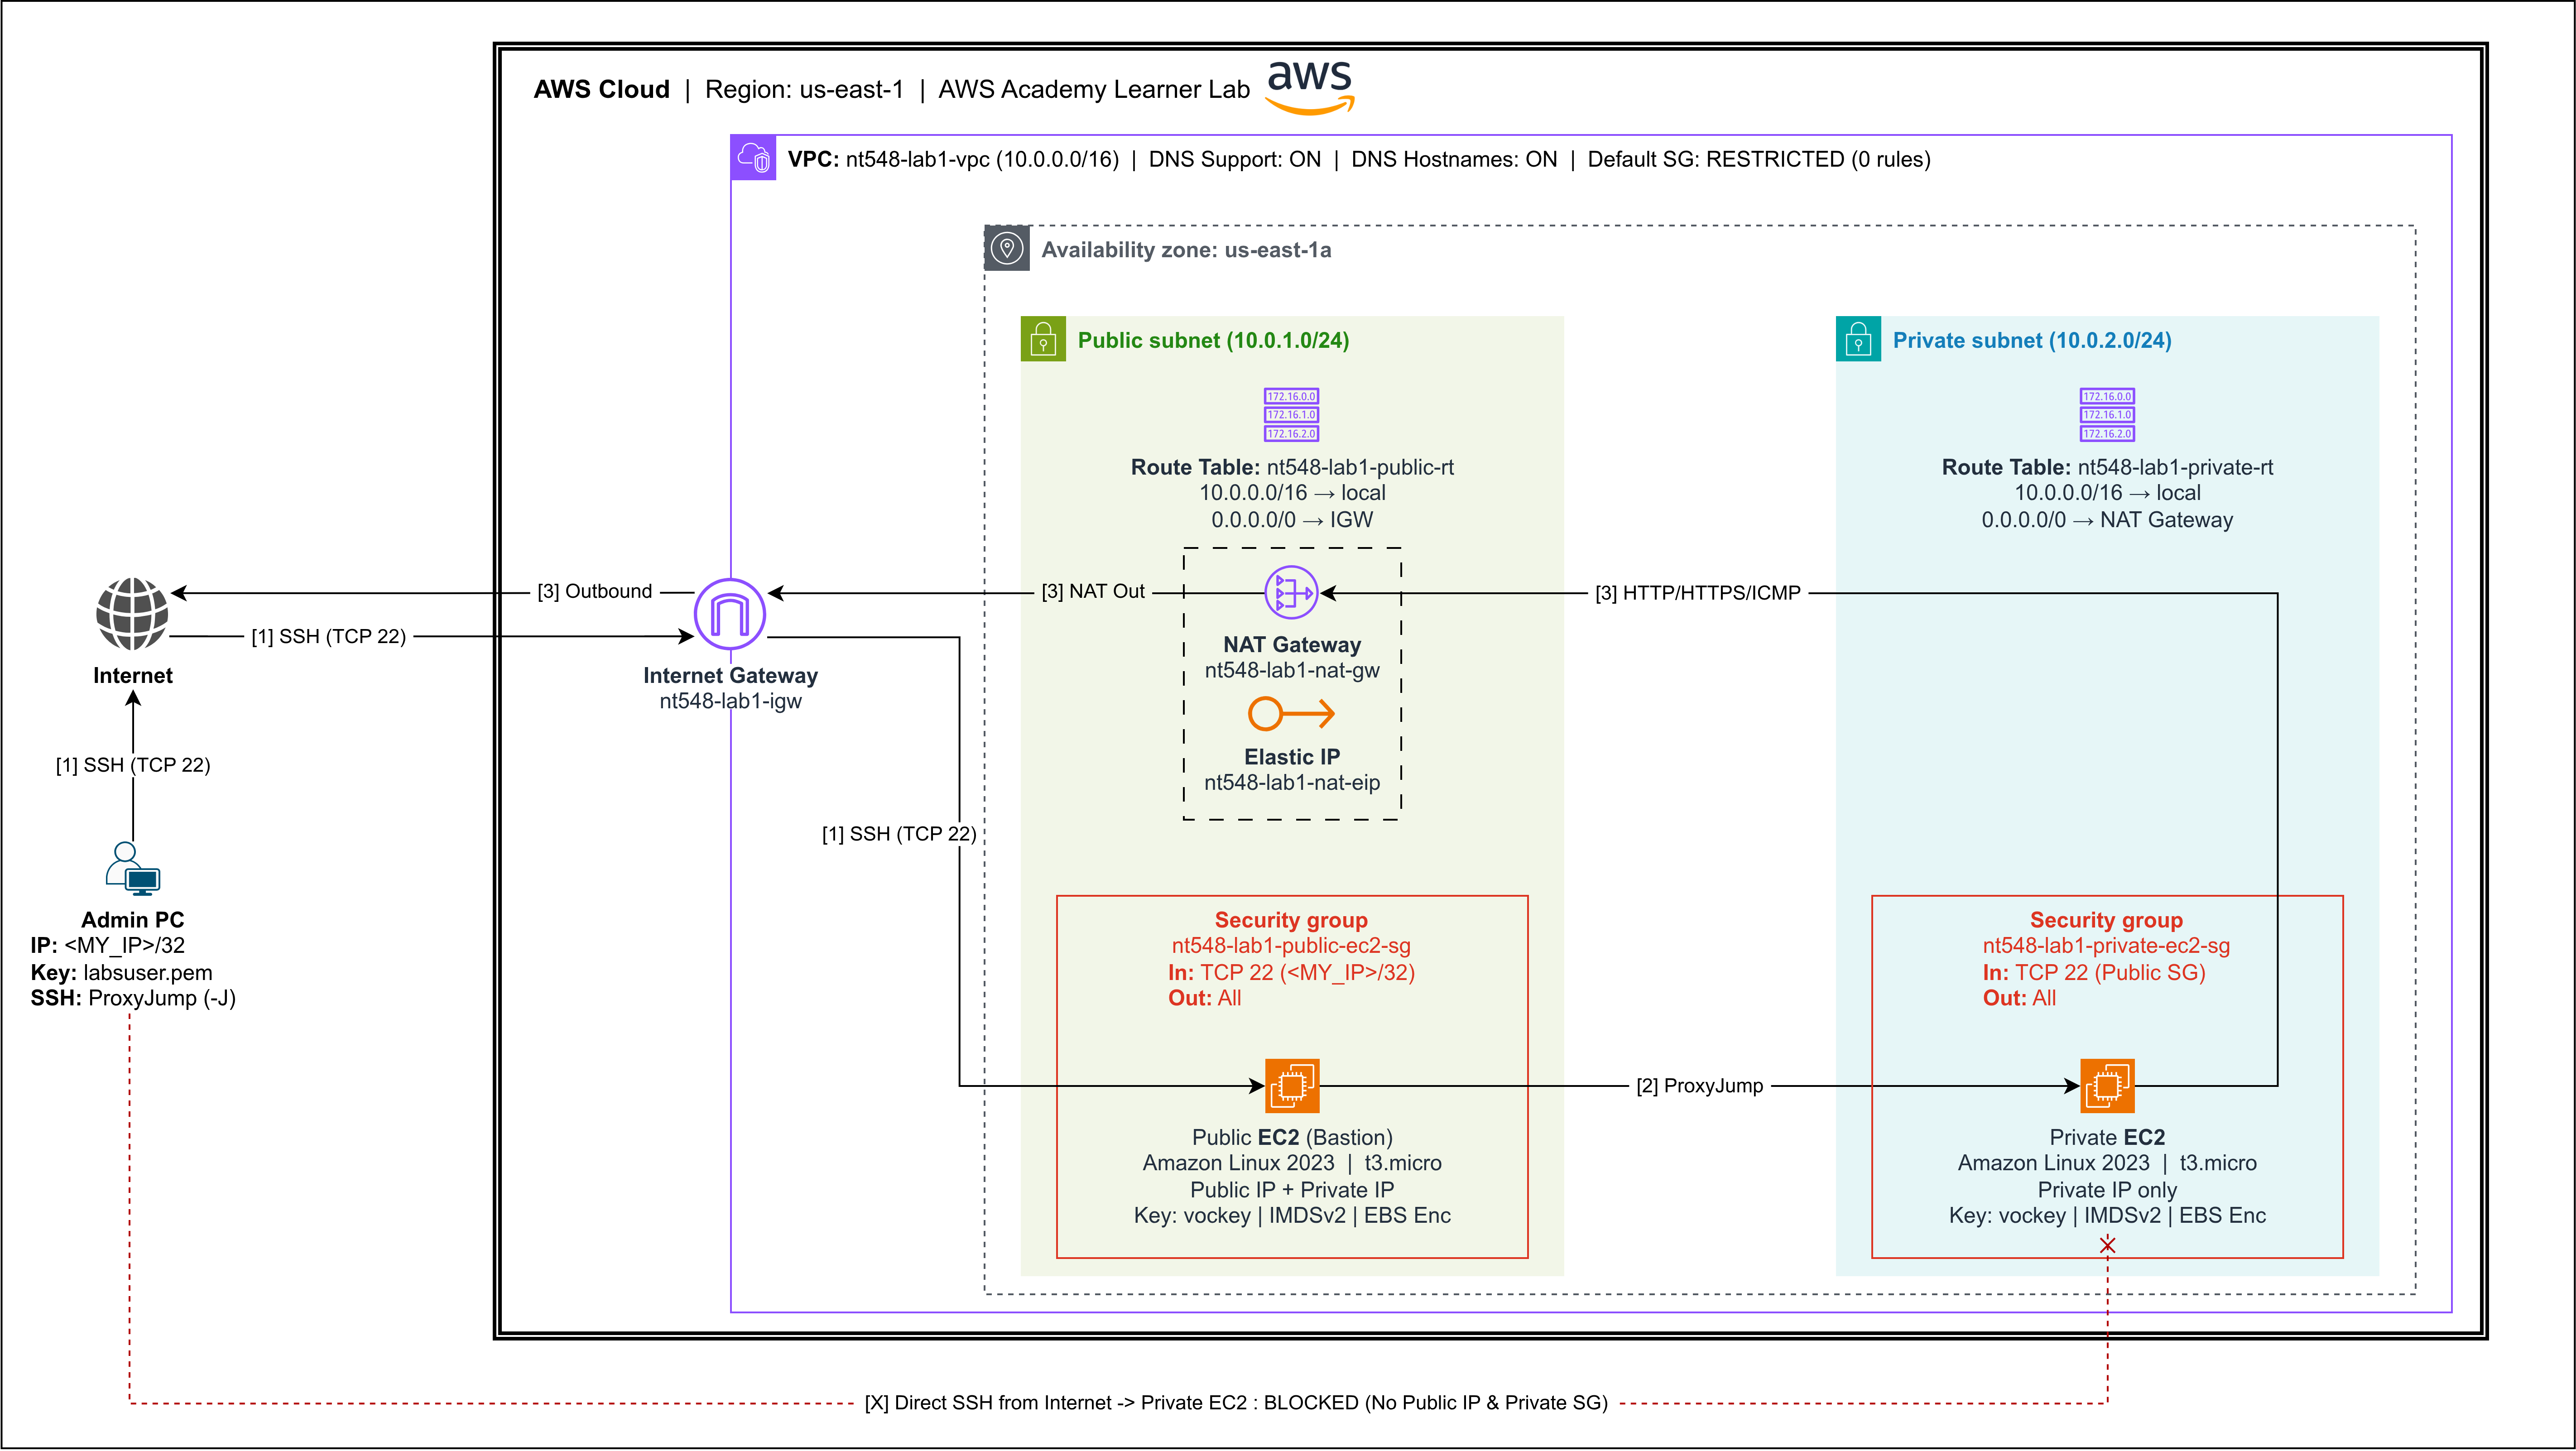 AWS Cloud | Region: us-east-1 | AWS Academy Learner Lab
aws
VPC: nt548-lab1-vpc (10.0.0.0/16) | DNS Support: ON | DNS Hostnames: ON | Default SG: RESTRICTED (0 rules)
Availability zone: us-east-1a
Public subnet (10.0.1.0/24)
172.16.0.0
172.16.1.0
172.16.2.0
Route Table: nt548-lab1-public-rt
10.0.0.0/16 → local
0.0.0.0/0 → IGW
Private subnet (10.0.2.0/24)
172.16.0.0
172.16.1.0
172.16.2.0
Route Table: nt548-lab1-private-rt
10.0.0.0/16 → local
0.0.0.0/0 → NAT Gateway
[3] Outbound
[3] NAT Out
[3] HTTP/HTTPS/ICMP
[1] SSH (TCP 22)
Internet
Internet Gateway
nt548-lab1-igw
NAT Gateway
nt548-lab1-nat-gw
Elastic IP
nt548-lab1-nat-eip
[1] SSH (TCP 22)
[1] SSH (TCP 22)
Admin PC
IP: <MY_IP>/32
Key: labsuser.pem
SSH: ProxyJump (-J)
Security group
nt548-lab1-public-ec2-sg
In: TCP 22 (<MY_IP>/32)
Out: All
Security group
nt548-lab1-private-ec2-sg
In: TCP 22 (Public SG)
Out: All
[2] ProxyJump
Public EC2 (Bastion)
Amazon Linux 2023 | t3.micro
Public IP + Private IP
Key: vockey | IMDSv2 | EBS Enc
Private EC2
Amazon Linux 2023 | t3.micro
Private IP only
Key: vockey | IMDSv2 | EBS Enc
[X] Direct SSH from Internet -> Private EC2 : BLOCKED (No Public IP & Private SG)